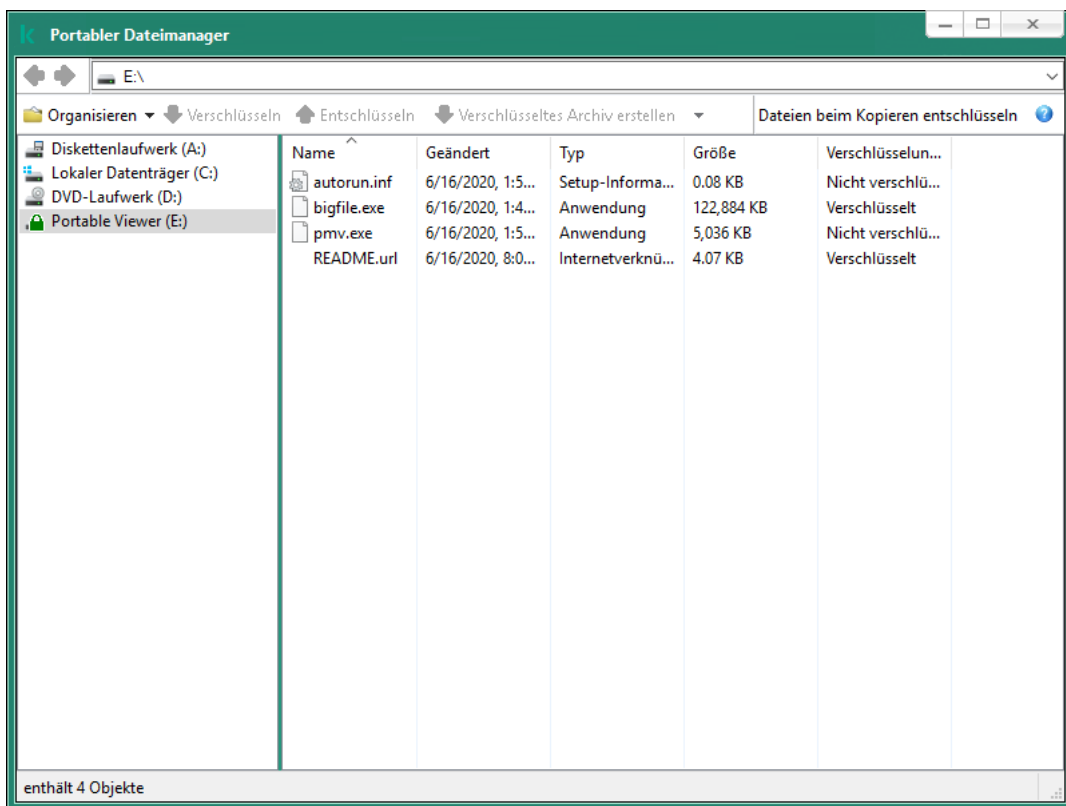 Portabler Dateimanager
E:\
Organisieren Verschlüsseln Entschlüsseln Verschlüsseltes Archiv erstellen Dateien beim Kopieren entschlüsseln
Diskettenlaufwerk (A:)
Lokaler Datenträger (C:)
DVD-Laufwerk (D:)
Portable Viewer (E:)
Name Geändert Typ Größe Verschlüsselun...
autorun.inf 6/16/2020, 1:5... Setup-Informa... 0.08 KB Nicht verschlü...
bigfile.exe 6/16/2020, 1:4... Anwendung 122,884 KB Verschlüsselt
pmv.exe 6/16/2020, 1:5... Anwendung 5,036 KB Nicht verschlü...
README.url 6/16/2020, 8:0... Internetverknü... 4.07 KB Verschlüsselt
enthält 4 Objekte